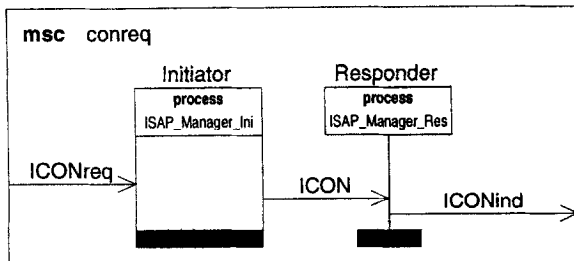 msc conreq
Initiator
Responder
process
ISAP_Manager_Ini
process
ISAP_Manager_Res
ICONreq
ICON
ICONind